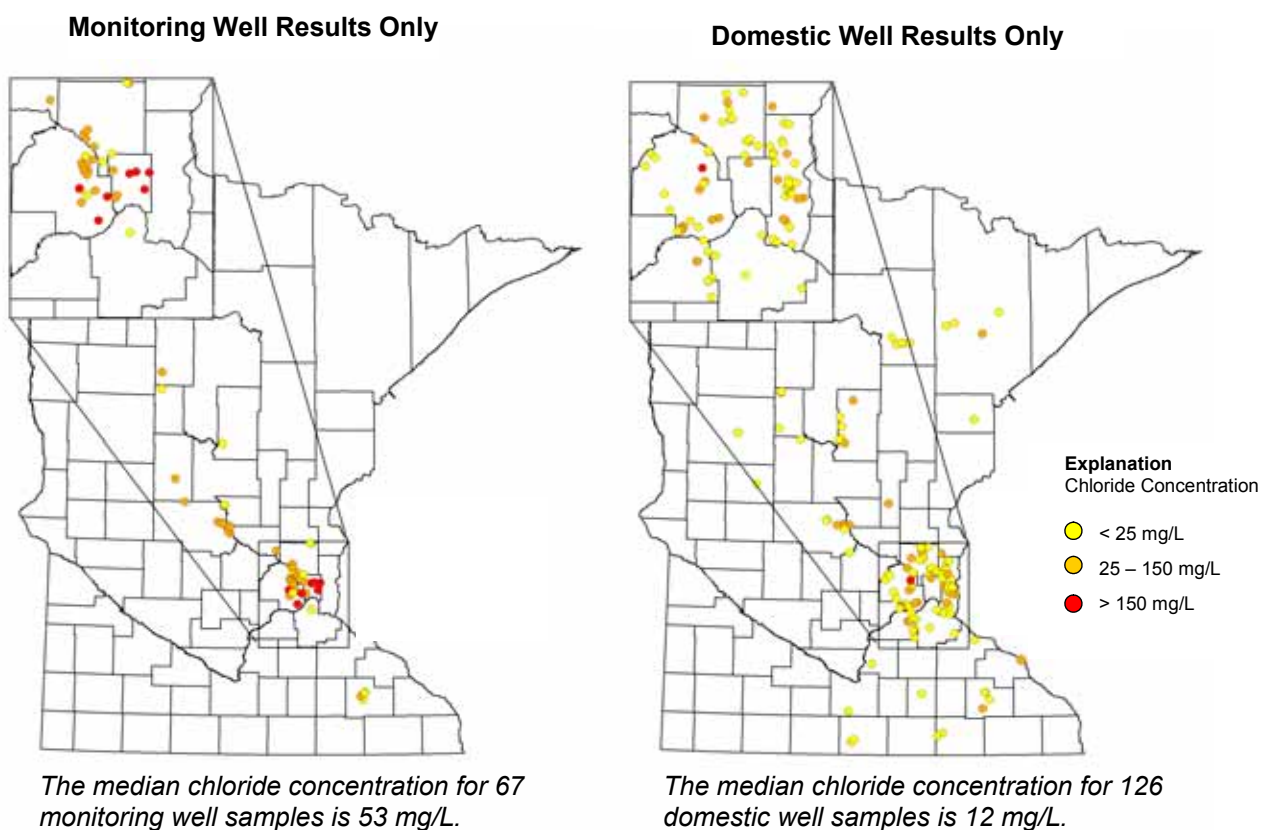 Monitoring Well Results Only
Domestic Well Results Only
Explanation
Chloride Concentration
< 25 mg/L
25 – 150 mg/L
> 150 mg/L
The median chloride concentration for 67
monitoring well samples is 53 mg/L.
The median chloride concentration for 126
domestic well samples is 12 mg/L.